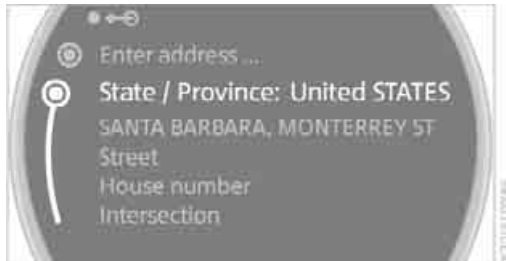 Enter address ...
State / Province: United STATES
SANTA BARBARA, MONTERREY ST
Street
House number
Intersection